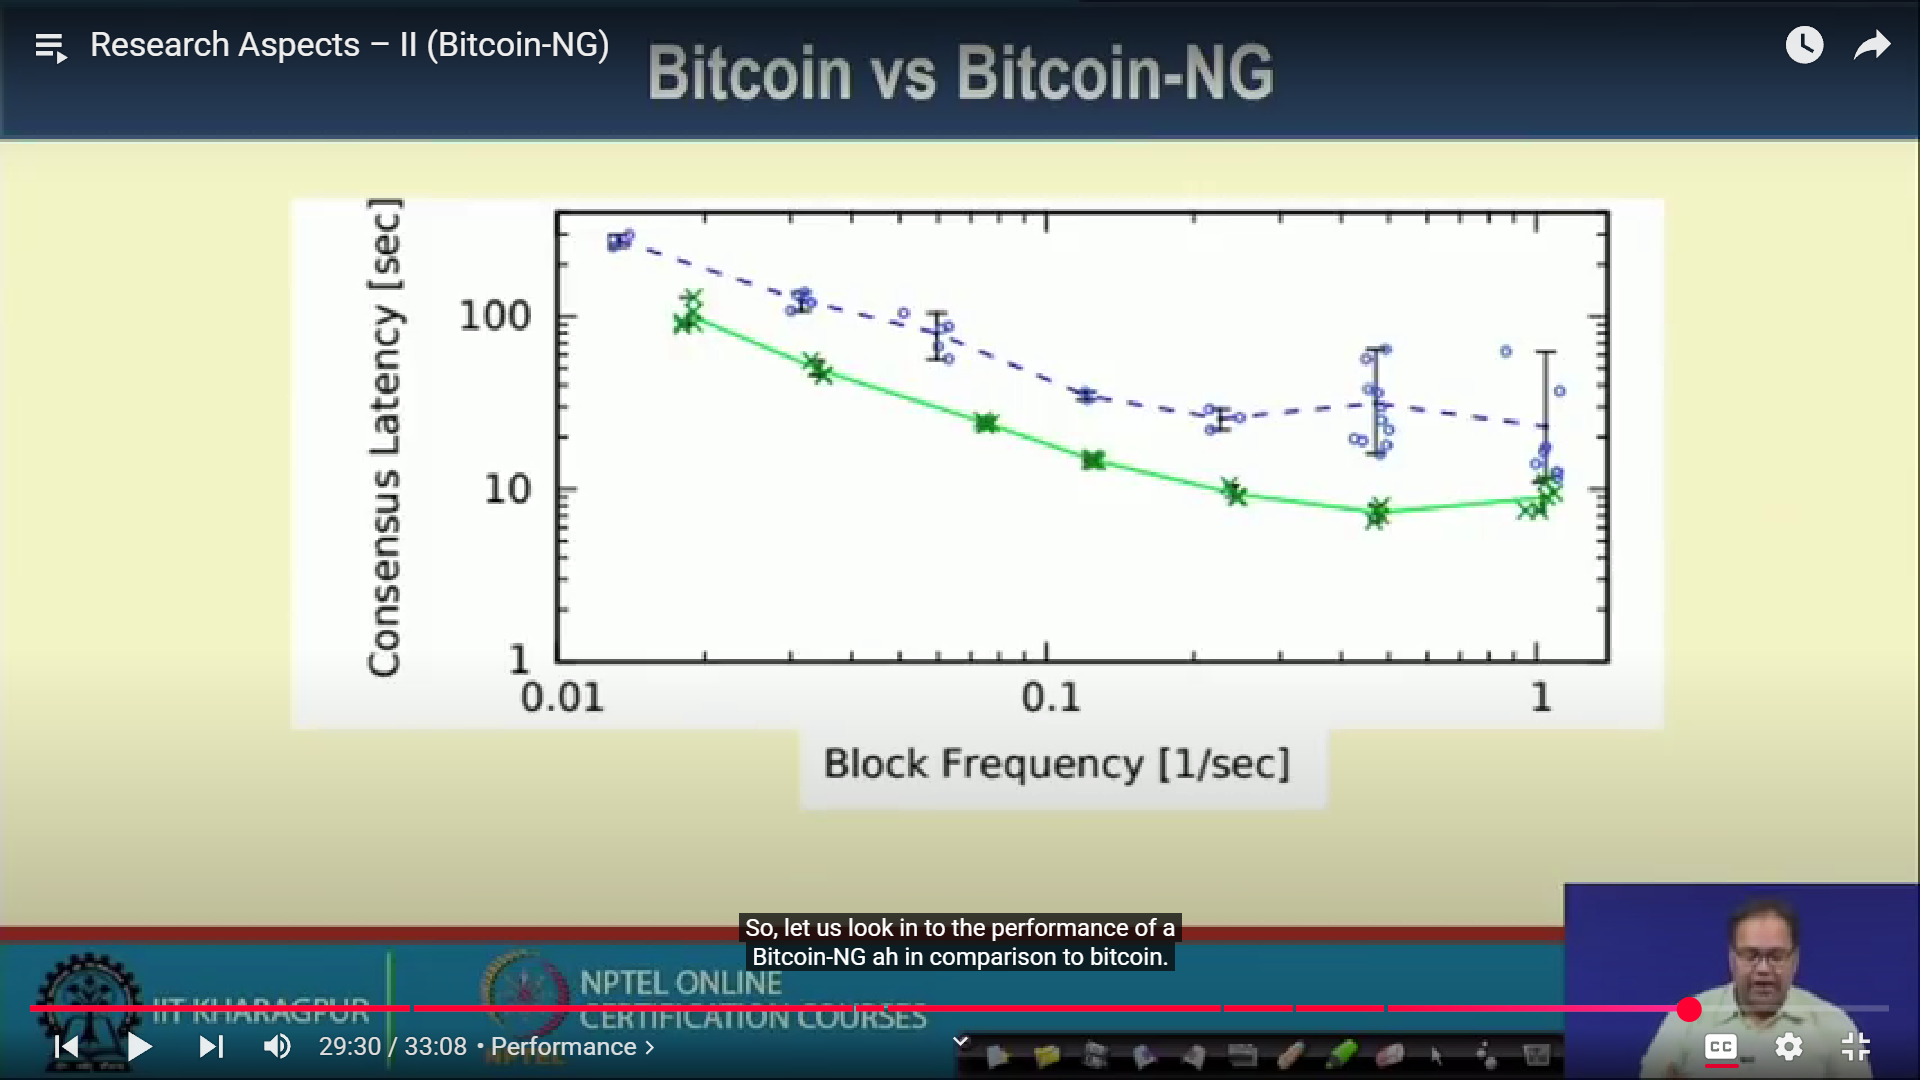 Research Aspects – II (Bitcoin-NG)
Bitcoin vs Bitcoin-NG
Consensus Latency [sec]
100
10
1
0.01 0.1 1
Block Frequency [1/sec]
So, let us look in to the performance of a
Bitcoin-NG ah in comparison to bitcoin.
IIT KHARAGPUR
NPTEL ONLINE
CERTIFICATION COURSES
NPTEL
29:30 / 33:08 • Performance
CC